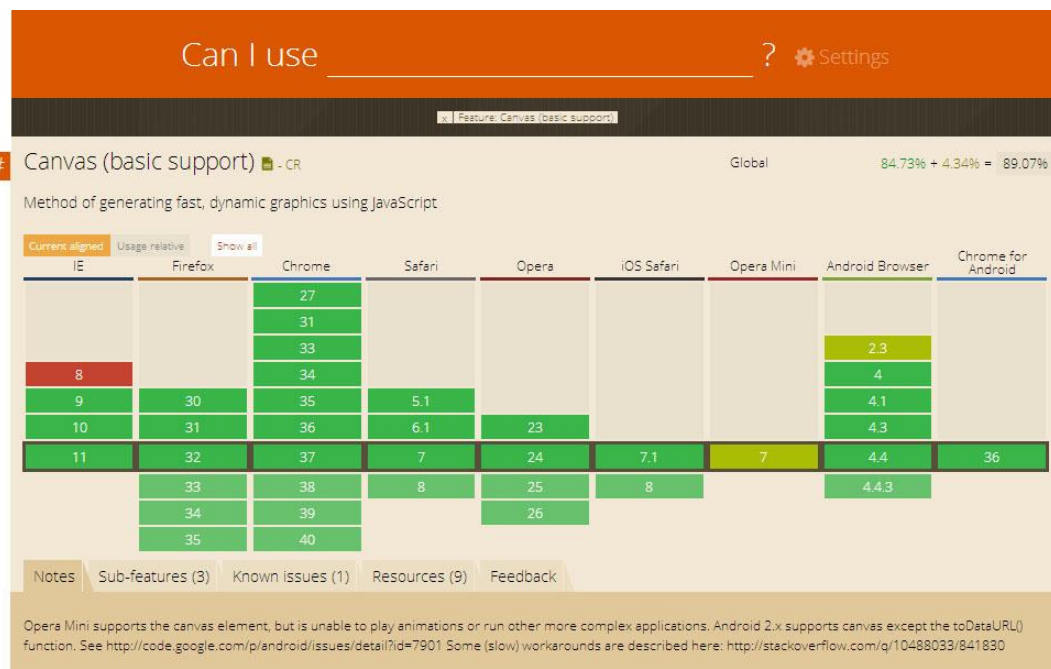 Can I use ? Settings
x Feature: Canvas (basic support)
# Canvas (basic support) - CR Global 84.73% + 4.34% = 89.07%
Method of generating fast, dynamic graphics using JavaScript
Current aligned Usage relative Show all
IE Firefox Chrome Safari Opera iOS Safari Opera Mini Android Browser Chrome for Android
27
31
33 2.3
8 34 4
9 30 35 5.1 4.1
10 31 36 6.1 23 4.3
11 32 37 7 24 7.1 7 4.4 36
33 38 8 25 8 4.4.3
34 39 26
35 40
Notes Sub-features (3) Known issues (1) Resources (9) Feedback
Opera Mini supports the canvas element, but is unable to play animations or run other more complex applications. Android 2.x supports canvas except the toDataURL()
function. See http://code.google.com/p/android/issues/detail?id=7901 Some (slow) workarounds are described here: http://stackoverflow.com/q/10488033/841830